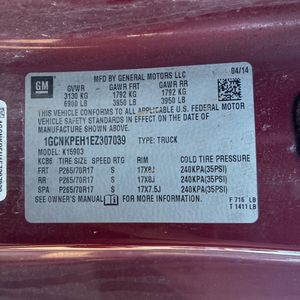 GM
MFD BY GENERAL MOTORS LLC
04/14
GVWR GAWR FRT GAWR RR
3130 KG 1792 KG 1792 KG
6900 LB 3950 LB 3950 LB
THIS VEHICLE CONFORMS TO ALL APPLICABLE U.S. FEDERAL MOTOR
VEHICLE SAFETY STANDARDS IN EFFECT ON THE DATE OF
MANUFACTURE SHOWN ABOVE.
1GCNKPEH1EZ307039 TYPE: TRUCK
MODEL: K15903
KCB6 TIRE SIZE SPEED RTG RIM COLD TIRE PRESSURE
FRT P265/70R17 S 17X8J 240KPA(35PSI)
RR P265/70R17 S 17X8J 240KPA(35PSI)
SPA P265/70R17 S 17X7.5J 240KPA(35PSI)
SEE OWNER'S MANUAL FOR MORE INFORMATION.
F 716 LB
T 1411 LB